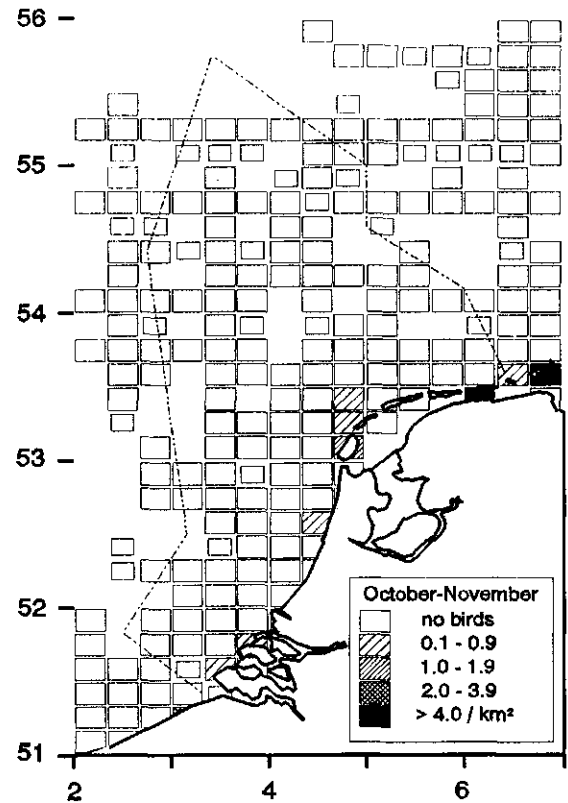 56
55
54
53
52
51
2 4 6
October-November
no birds
0.1 - 0.9
1.0 - 1.9
2.0 - 3.9
> 4.0 / km²